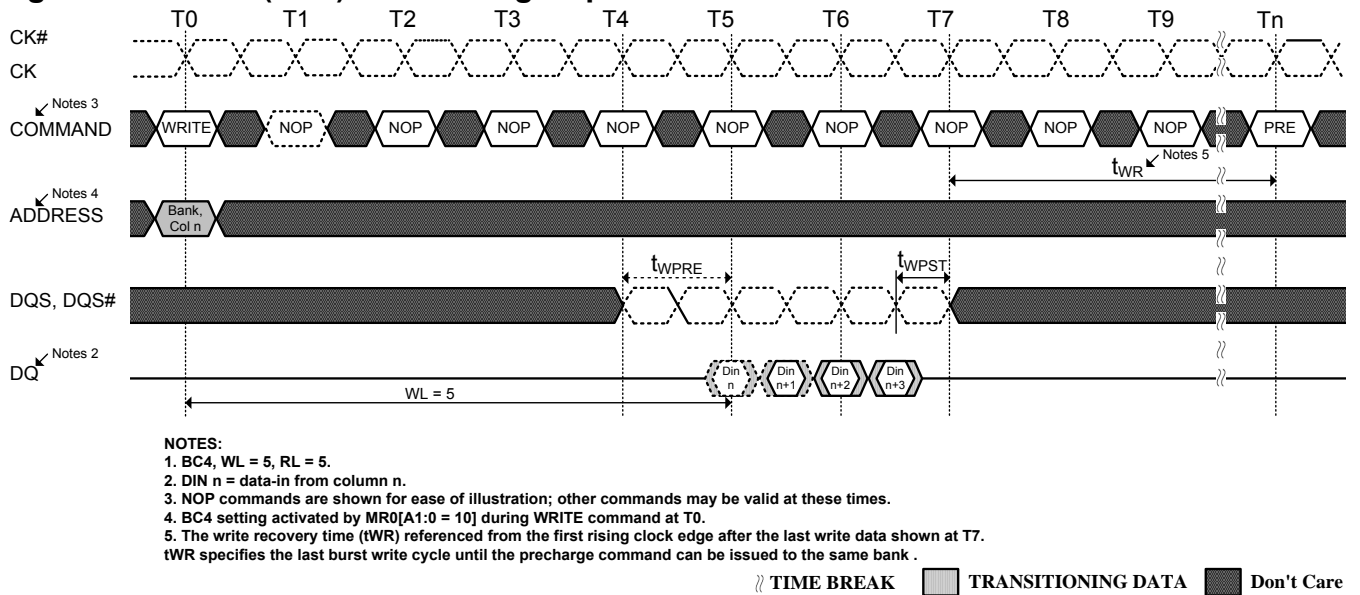 T0 T1 T2 T3 T4 T5 T6 T7 T8 T9 Tn
CK#
CK
Notes 3
COMMAND
WRITE NOP NOP NOP NOP NOP NOP NOP NOP NOP PRE
tWR Notes 5
Notes 4
ADDRESS
Bank,
Col n
tWPRE tWPST
DQS, DQS#
Notes 2
DQ
Din Din Din Din
n n+1 n+2 n+3
WL = 5
NOTES:
1. BC4, WL = 5, RL = 5.
2. DIN n = data-in from column n.
3. NOP commands are shown for ease of illustration; other commands may be valid at these times.
4. BC4 setting activated by MR0[A1:0 = 10] during WRITE command at T0.
5. The write recovery time (tWR) referenced from the first rising clock edge after the last write data shown at T7.
tWR specifies the last burst write cycle until the precharge command can be issued to the same bank .
TIME BREAK TRANSITIONING DATA Don't Care